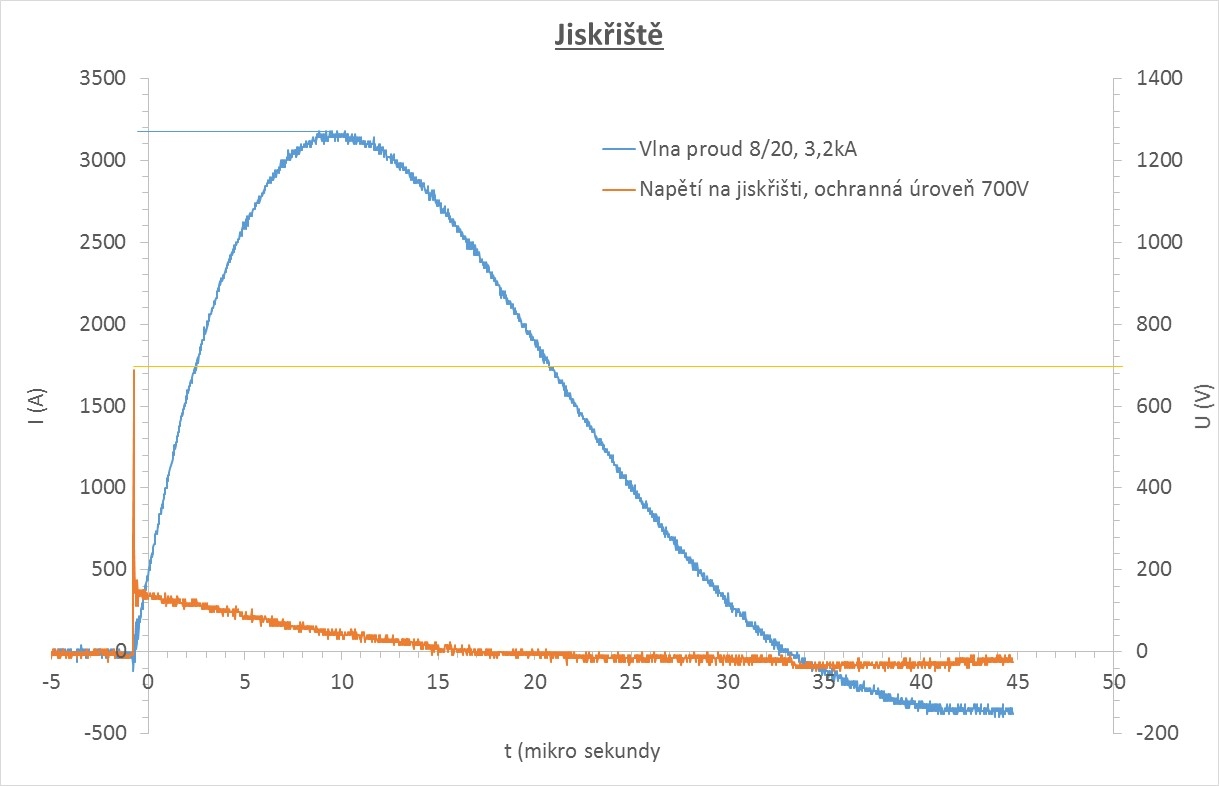 Jiskřiště
3500 1400
3000 1200
2500 1000
2000 800
1500 600
1000 400
500 200
0 0
-500 -200
Vlna proud 8/20, 3,2kA
Napětí na jiskřišti, ochranná úroveň 700V
I (A)
U (V)
-5 0 5 10 15 20 25 30 35 40 45 50
t (mikro sekundy